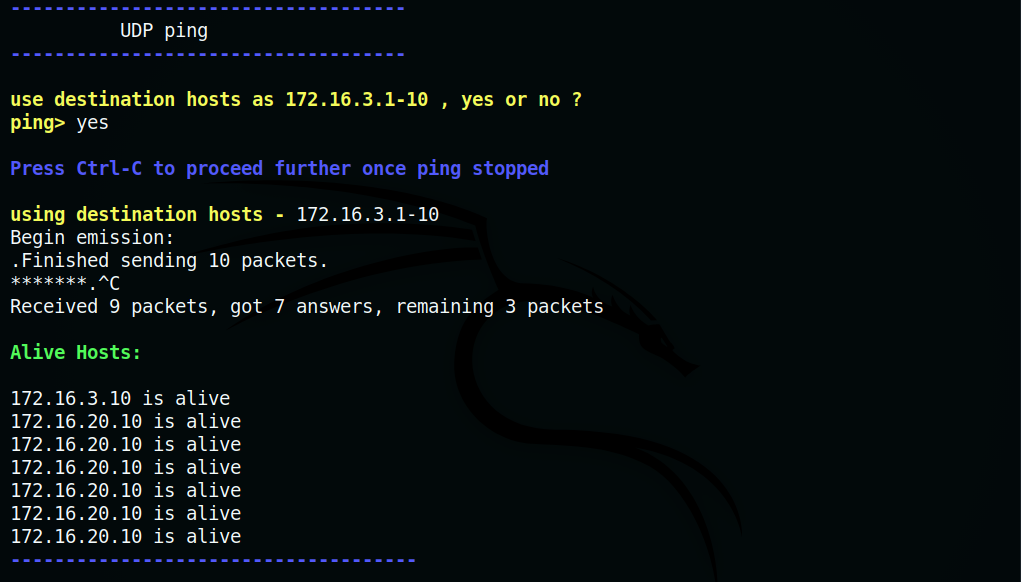 ------------------------------------
UDP ping
------------------------------------
use destination hosts as 172.16.3.1-10 , yes or no ?
ping> yes
Press Ctrl-C to proceed further once ping stopped
using destination hosts - 172.16.3.1-10
Begin emission:
.Finished sending 10 packets.
*******.^C
Received 9 packets, got 7 answers, remaining 3 packets
Alive Hosts:
172.16.3.10 is alive
172.16.20.10 is alive
172.16.20.10 is alive
172.16.20.10 is alive
172.16.20.10 is alive
172.16.20.10 is alive
172.16.20.10 is alive
-------------------------------------